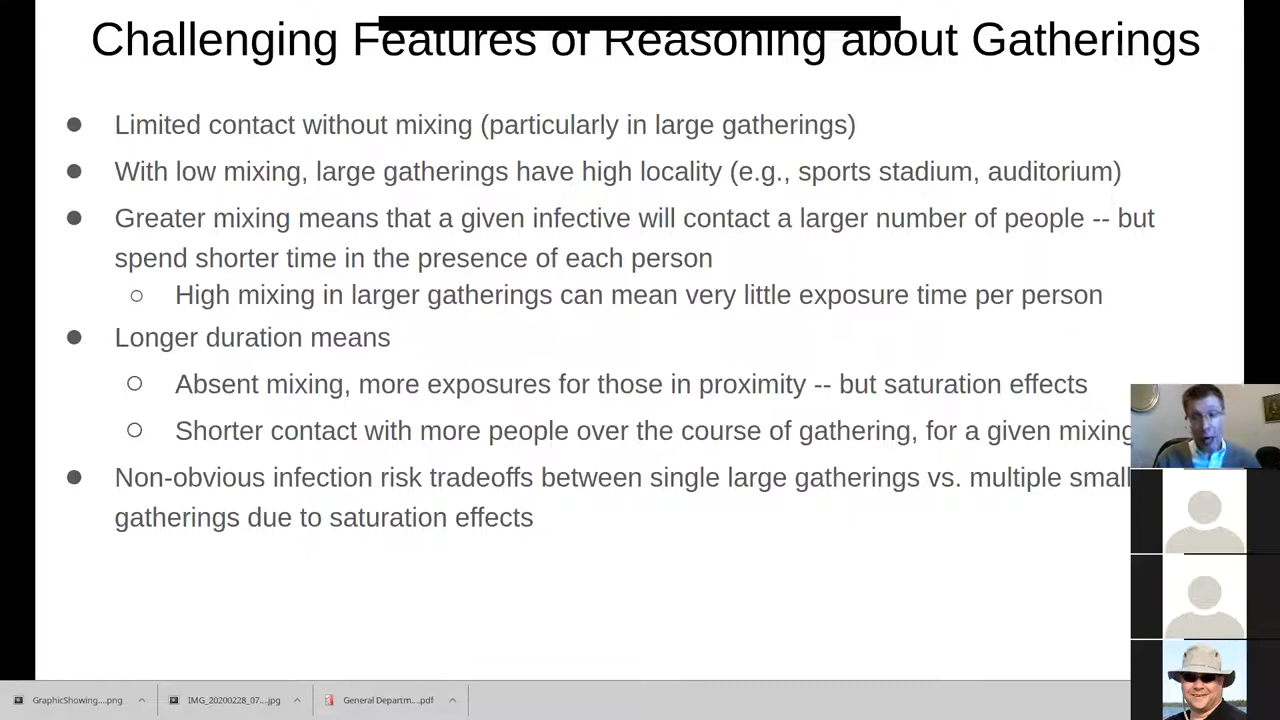 Challenging Features of Reasoning about Gatherings
● Limited contact without mixing (particularly in large gatherings)
● With low mixing, large gatherings have high locality (e.g., sports stadium, auditorium)
● Greater mixing means that a given infective will contact a larger number of people -- but
spend shorter time in the presence of each person
○ High mixing in larger gatherings can mean very little exposure time per person
● Longer duration means
○ Absent mixing, more exposures for those in proximity -- but saturation effects
○ Shorter contact with more people over the course of gathering, for a given mixing
● Non-obvious infection risk tradeoffs between single large gatherings vs. multiple small
gatherings due to saturation effects
GraphicShowing....png
IMG_20200228_07...jpg
General Departm....pdf